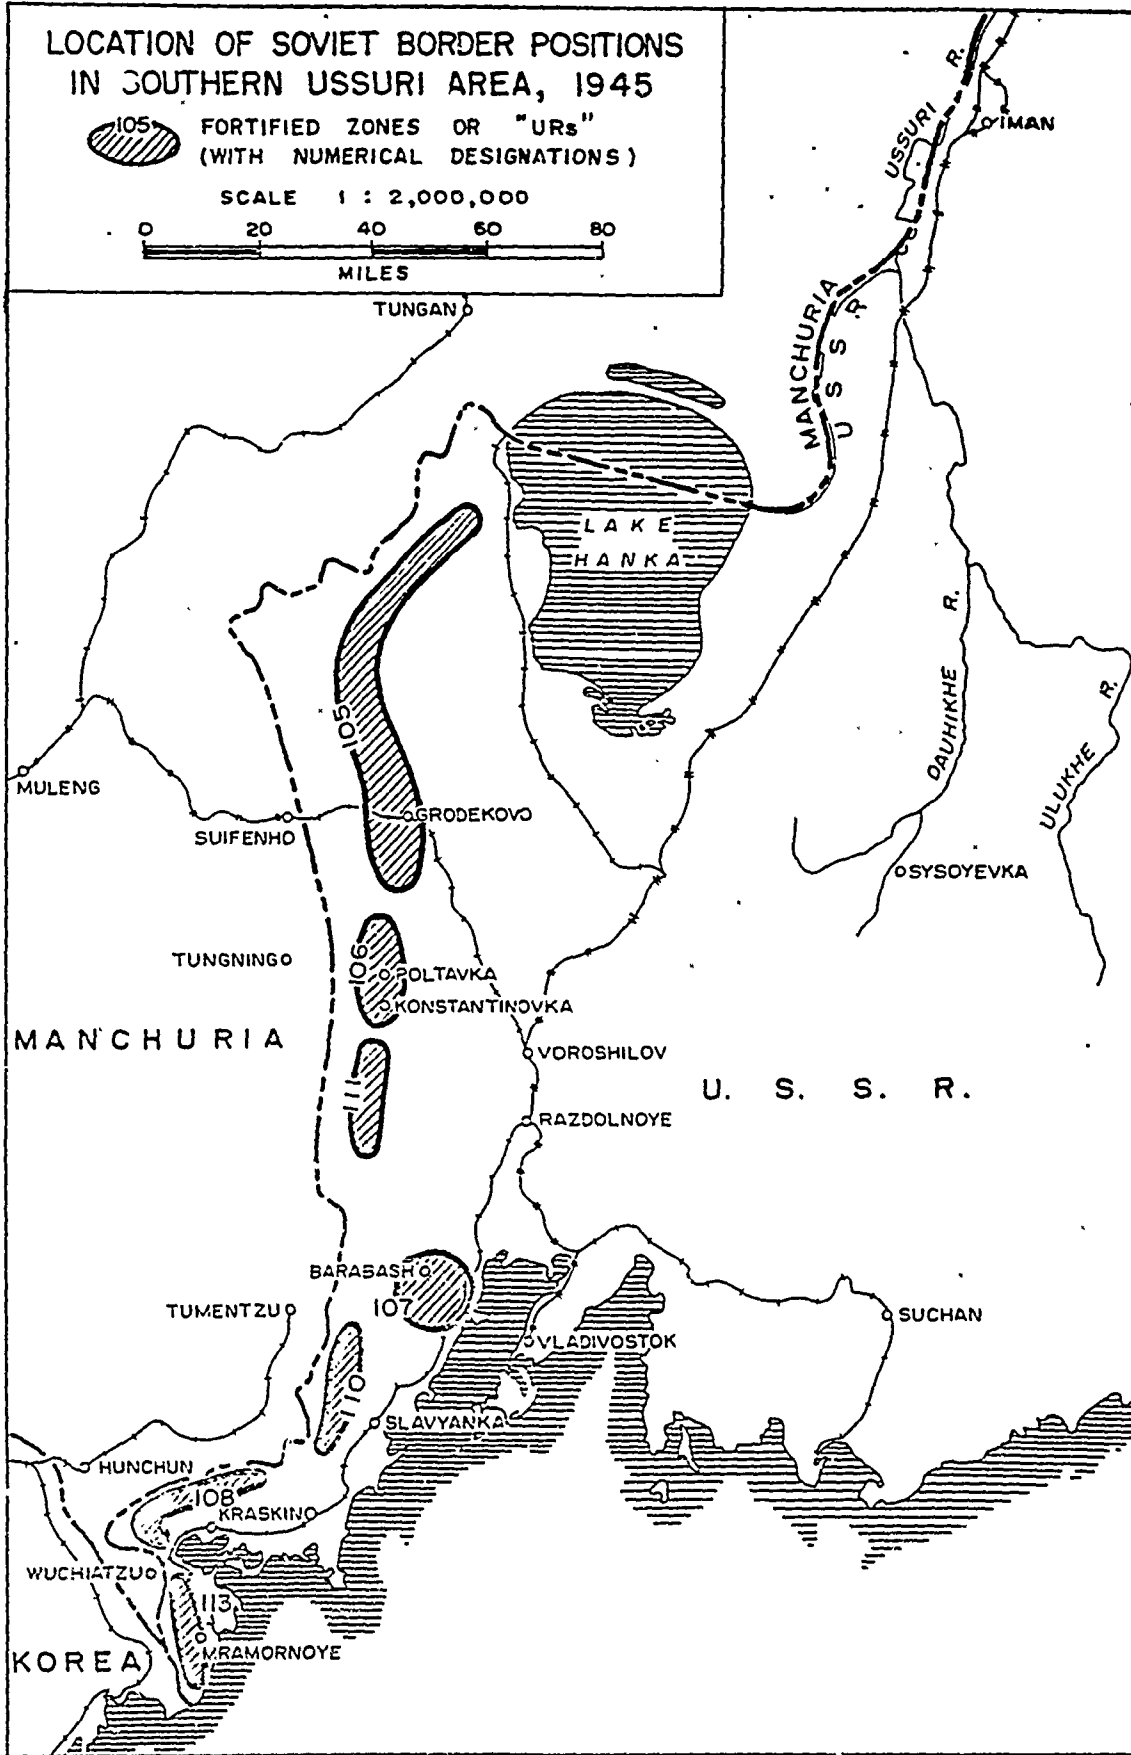 LOCATION OF SOVIET BORDER POSITIONS
IN SOUTHERN USSURI AREA, 1945
105
FORTIFIED ZONES OR "URs"
(WITH NUMERICAL DESIGNATIONS)
SCALE 1 : 2,000,000
0 20 40 60 80
MILES
USSURI R.
IMAN
TUNGAN
MANCHURIA
U S S R
LAKE
HANKA
DAUHIKHE R.
ULUKHE R.
105
MULENG
SUIFENHO
GRODEKOVO
SYSOYEVKA
TUNGNING
106
POLTAVKA
KONSTANTINOVKA
MANCHURIA
VOROSHILOV
111
U. S. S. R.
RAZDOLNOYE
BARABASH
107
TUMENTZU
SUCHAN
VLADIVOSTOK
110
SLAVYANKA
HUNCHUN
108
KRASKINO
WUCHIATZU
113
MRAMORNOYE
KOREA